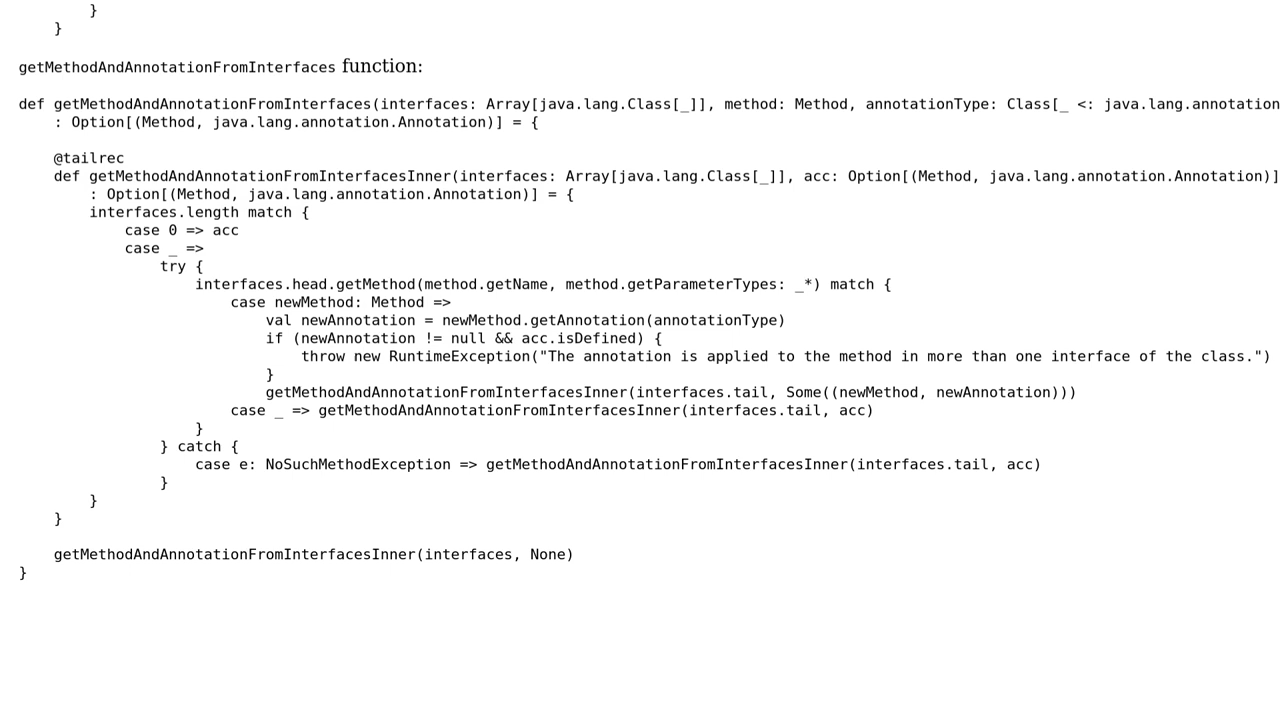 }
    }
getMethodAndAnnotationFromInterfaces function:
def getMethodAndAnnotationFromInterfaces(interfaces: Array[java.lang.Class[_]], method: Method, annotationType: Class[_ <: java.lang.annotation
    : Option[(Method, java.lang.annotation.Annotation)] = {
    @tailrec
    def getMethodAndAnnotationFromInterfacesInner(interfaces: Array[java.lang.Class[_]], acc: Option[(Method, java.lang.annotation.Annotation)]
        : Option[(Method, java.lang.annotation.Annotation)] = {
        interfaces.length match {
            case 0 => acc
            case _ =>
                try {
                    interfaces.head.getMethod(method.getName, method.getParameterTypes: _*) match {
                        case newMethod: Method =>
                            val newAnnotation = newMethod.getAnnotation(annotationType)
                            if (newAnnotation != null && acc.isDefined) {
                                throw new RuntimeException("The annotation is applied to the method in more than one interface of the class.")
                            }
                            getMethodAndAnnotationFromInterfacesInner(interfaces.tail, Some((newMethod, newAnnotation)))
                        case _ => getMethodAndAnnotationFromInterfacesInner(interfaces.tail, acc)
                    }
                } catch {
                    case e: NoSuchMethodException => getMethodAndAnnotationFromInterfacesInner(interfaces.tail, acc)
                }
        }
    }
    getMethodAndAnnotationFromInterfacesInner(interfaces, None)
}